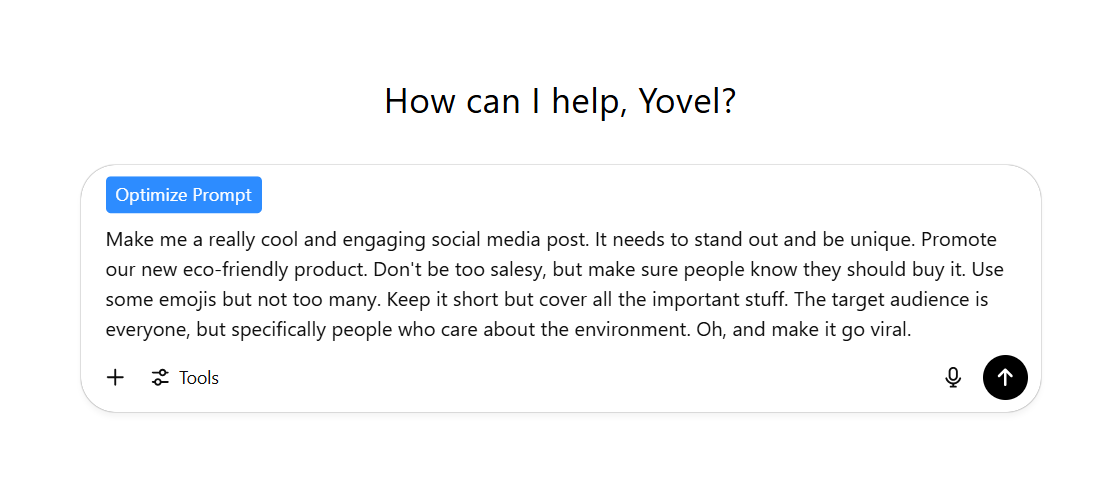 How can I help, Yovel?
Optimize Prompt
Make me a really cool and engaging social media post. It needs to stand out and be unique. Promote
our new eco-friendly product. Don't be too salesy, but make sure people know they should buy it. Use
some emojis but not too many. Keep it short but cover all the important stuff. The target audience is
everyone, but specifically people who care about the environment. Oh, and make it go viral.
Tools